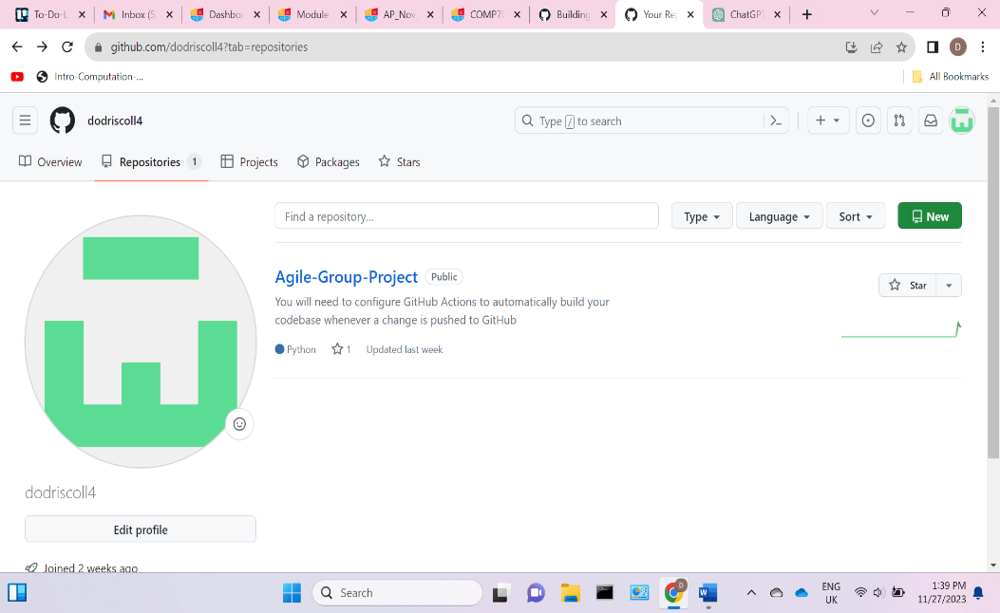 To-Do-Li
Inbox (5
Dashbo
Module
AP_Nov
COMP7
Building
Your Rep
ChatGPT
github.com/dodriscoll4?tab=repositories
D
Intro-Computation-...
All Bookmarks
dodriscoll4
Type / to search
Overview
Repositories 1
Projects
Packages
Stars
Find a repository...
Type
Language
Sort
New
Agile-Group-Project Public
Star
You will need to configure GitHub Actions to automatically build your
codebase whenever a change is pushed to GitHub
Python 1 Updated last week
dodriscoll4
Edit profile
Joined 2 weeks ago
Search
D
W
ENG
UK
1:39 PM
11/27/2023